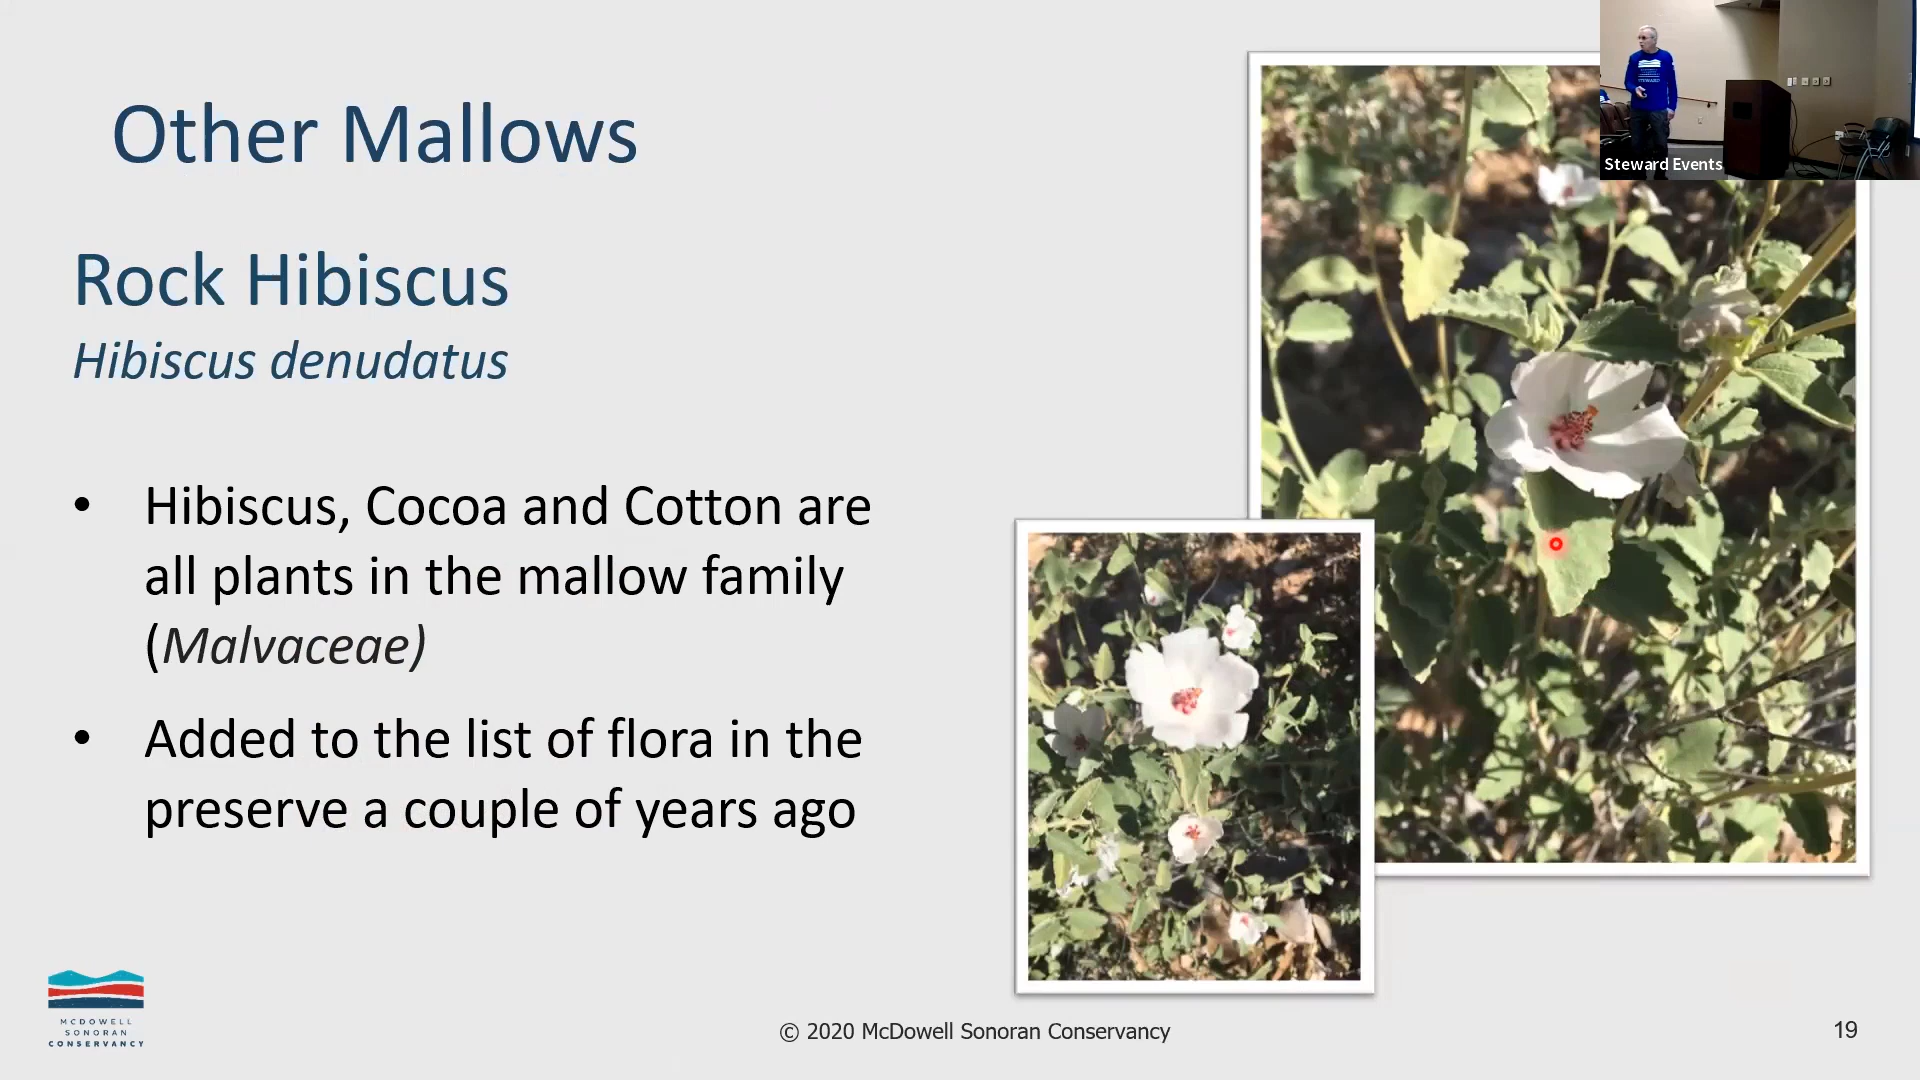 Other Mallows
Steward Events
Rock Hibiscus
Hibiscus denudatus
• Hibiscus, Cocoa and Cotton are
all plants in the mallow family
(Malvaceae)
• Added to the list of flora in the
preserve a couple of years ago
MCDOWELL
SONORAN
CONSERVANCY
© 2020 McDowell Sonoran Conservancy
19